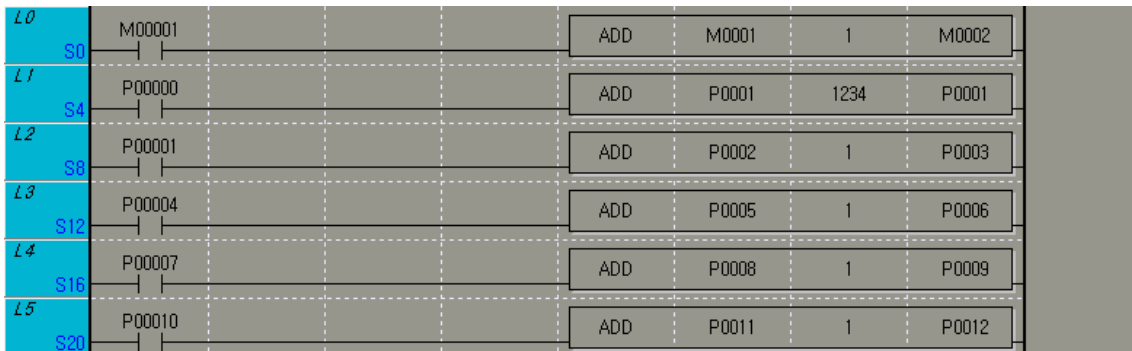 L0 M00001 ADD M0001 1 M0002
S0
L1 P00000 ADD P0001 1234 P0001
S4
L2 P00001 ADD P0002 1 P0003
S8
L3 P00004 ADD P0005 1 P0006
S12
L4 P00007 ADD P0008 1 P0009
S16
L5 P00010 ADD P0011 1 P0012
S20